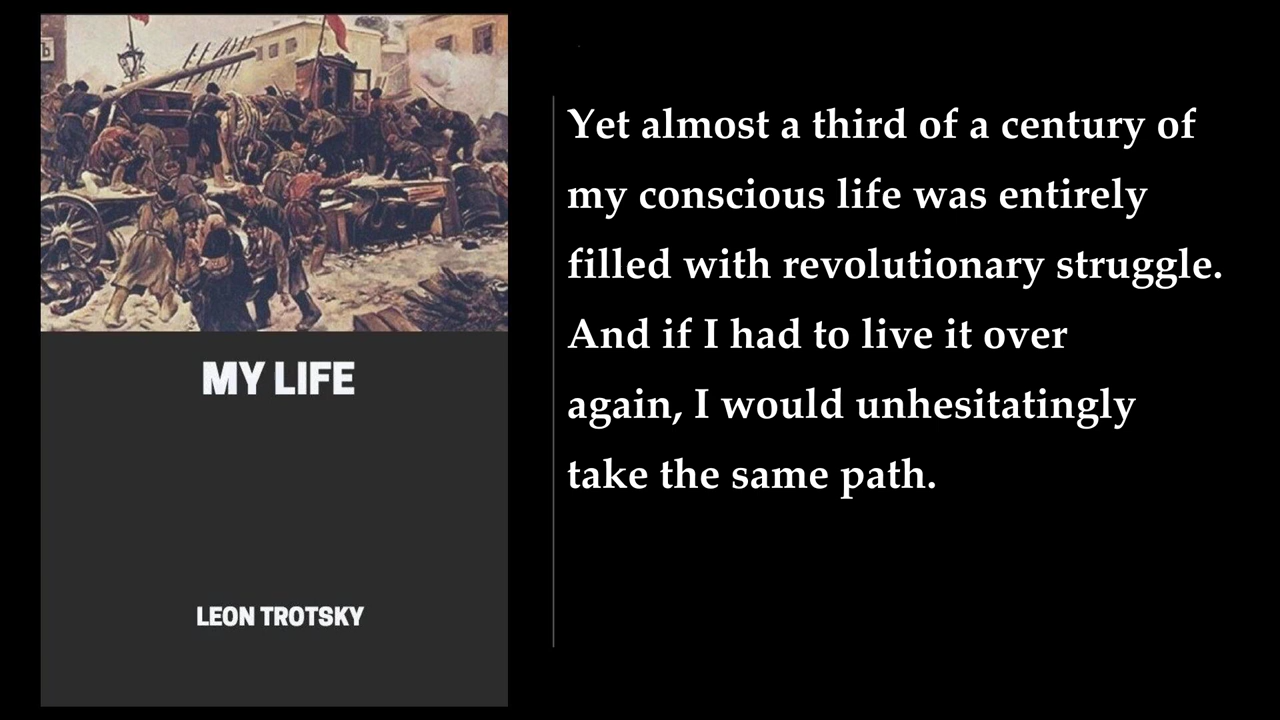 MY LIFE
LEON TROTSKY
Yet almost a third of a century of
my conscious life was entirely
filled with revolutionary struggle.
And if I had to live it over
again, I would unhesitatingly
take the same path.